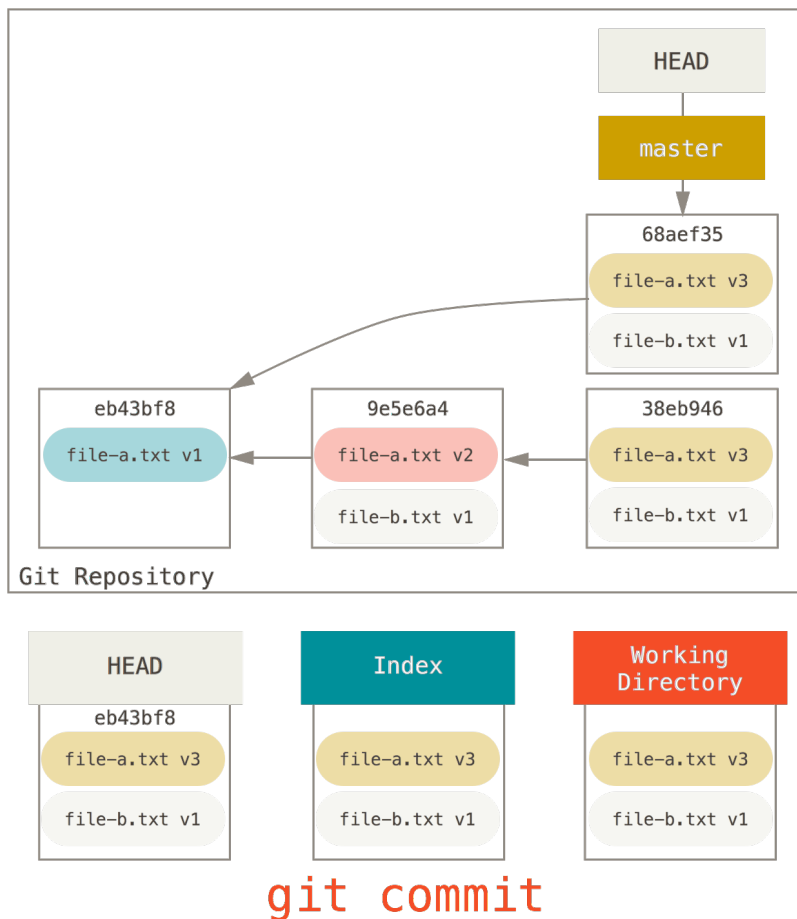 HEAD
master
68aef35
file-a.txt v3
file-b.txt v1
eb43bf8
file-a.txt v1
9e5e6a4
file-a.txt v2
file-b.txt v1
38eb946
file-a.txt v3
file-b.txt v1
Git Repository
HEAD
eb43bf8
file-a.txt v3
file-b.txt v1
Index
file-a.txt v3
file-b.txt v1
Working
Directory
file-a.txt v3
file-b.txt v1
git commit